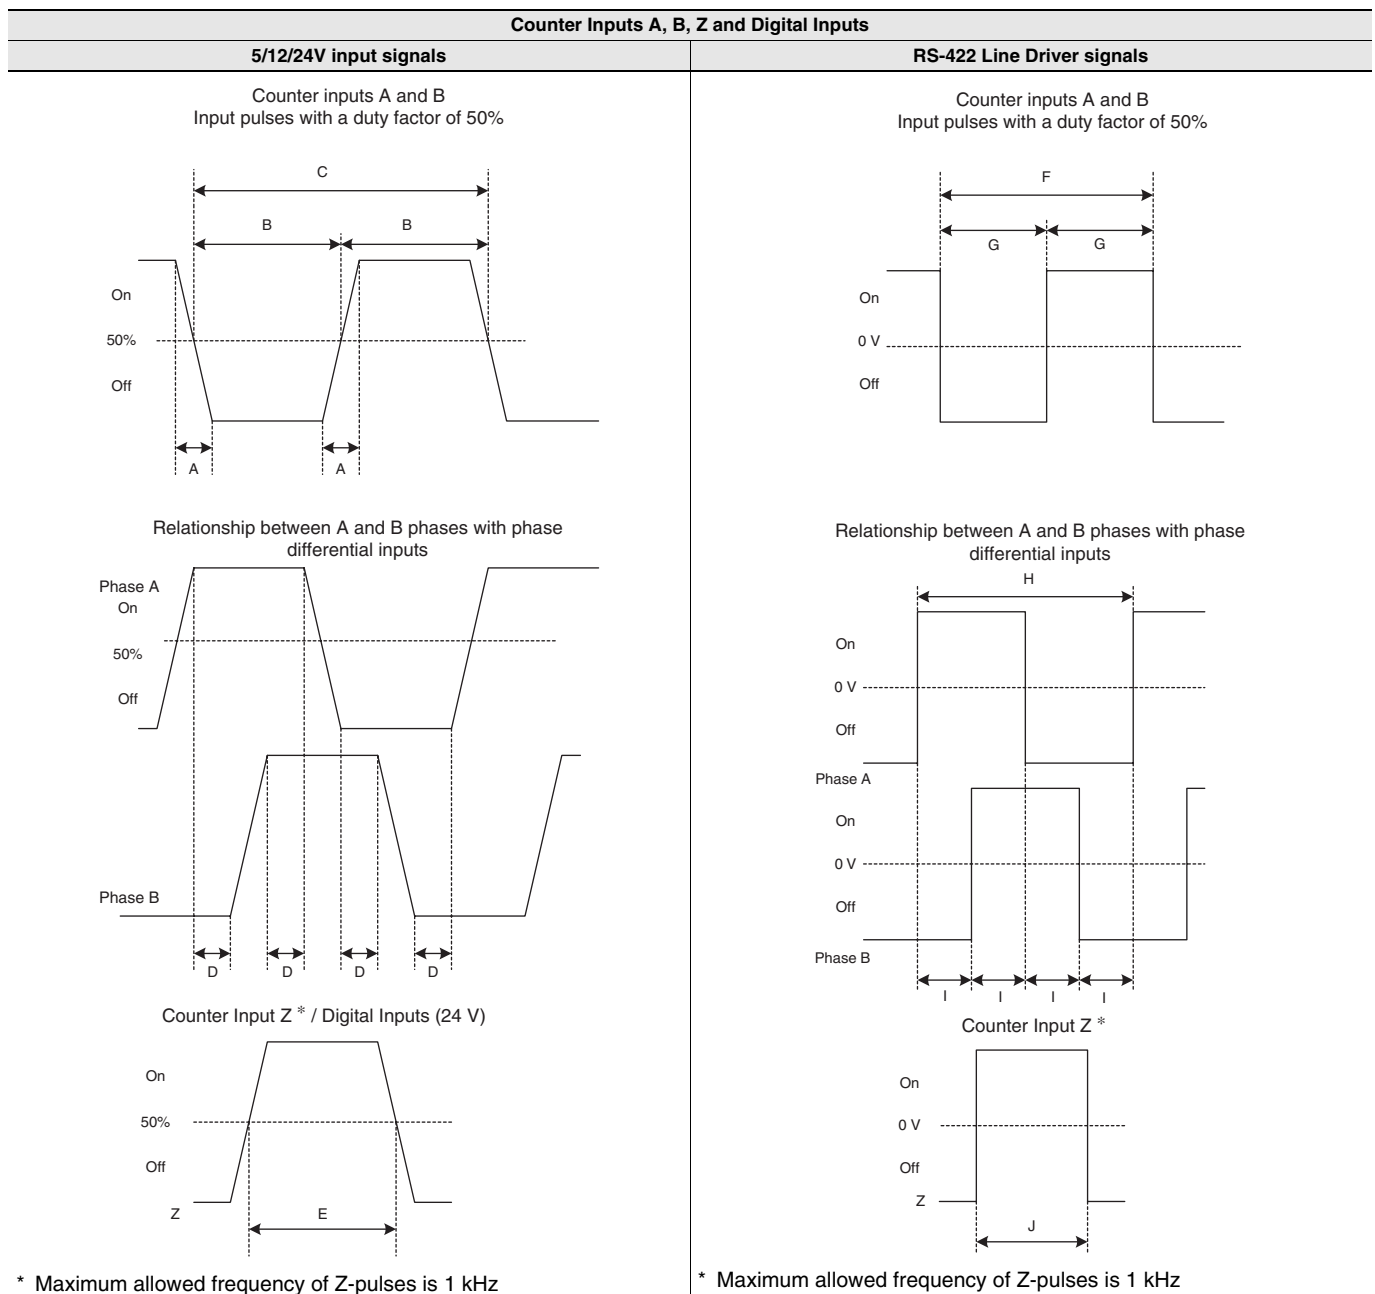 Counter Inputs A, B, Z and Digital Inputs
5/12/24V input signals
RS-422 Line Driver signals
Counter inputs A and B
Input pulses with a duty factor of 50%
C
B
B
On
50%
Off
A
A
Relationship between A and B phases with phase
differential inputs
Phase A
On
50%
Off
Phase B
D
D
D
D
Counter Input Z * / Digital Inputs (24 V)
On
50%
Off
Z
E
* Maximum allowed frequency of Z-pulses is 1 kHz
Counter inputs A and B
Input pulses with a duty factor of 50%
F
G
G
On
0 V
Off
Relationship between A and B phases with phase
differential inputs
H
On
0 V
Off
Phase A
On
0 V
Off
Phase B
I
I
I
I
Counter Input Z *
On
0 V
Off
Z
J
* Maximum allowed frequency of Z-pulses is 1 kHz